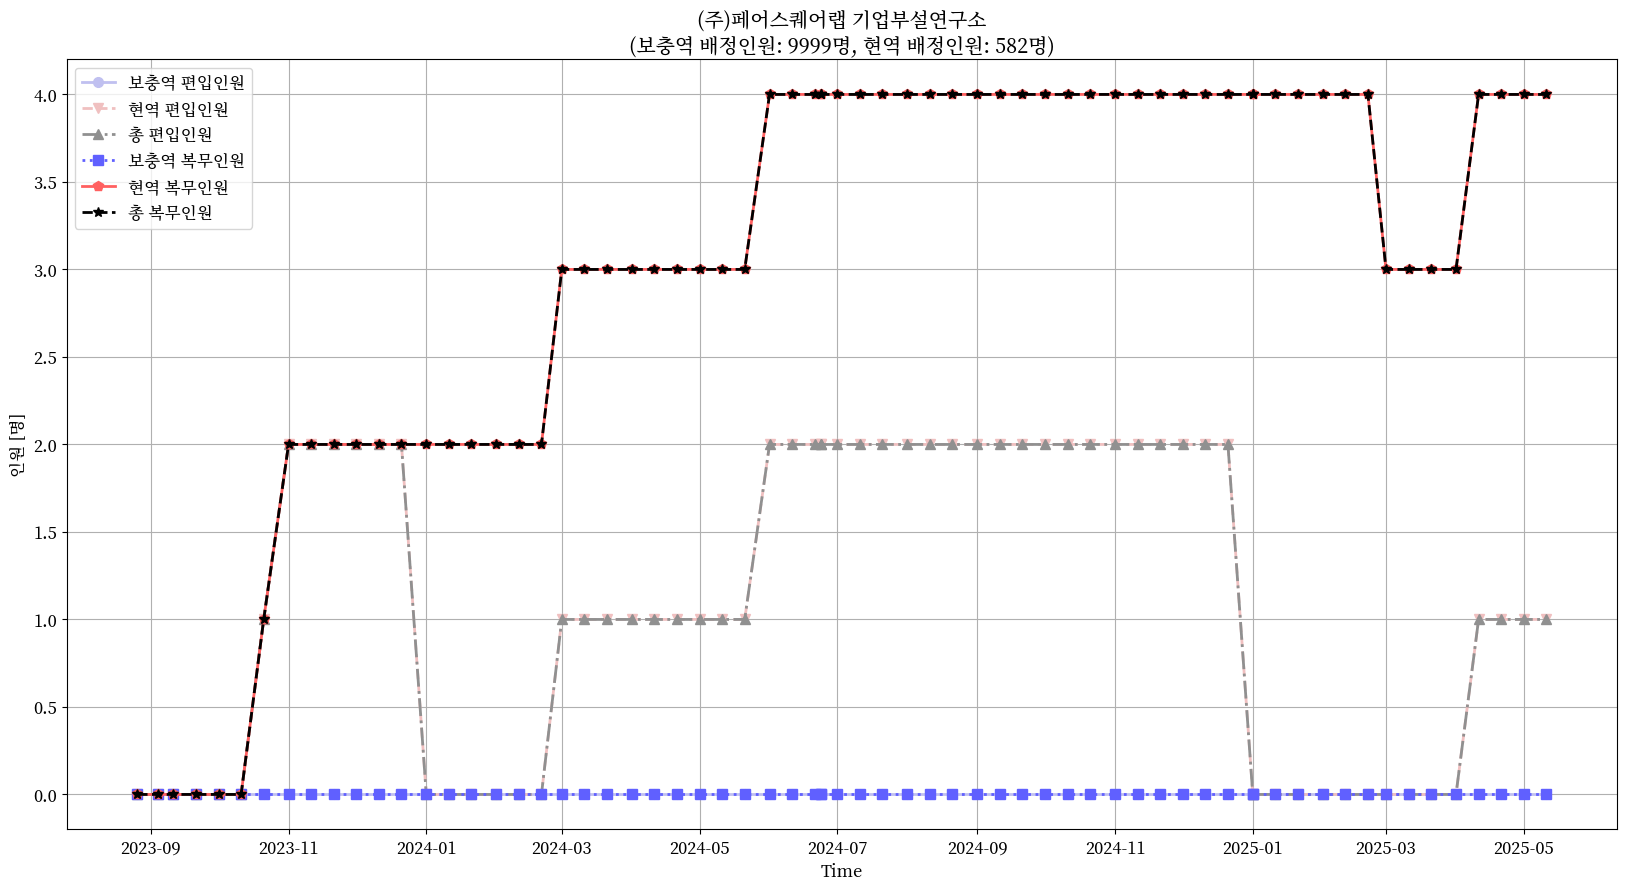 (주)페어스퀘어랩 기업부설연구소
(보충역 배정인원: 9999명, 현역 배정인원: 582명)
보충역 편입인원
현역 편입인원
총 편입인원
보충역 복무인원
현역 복무인원
총 복무인원
인원 [명]
4.0
3.5
3.0
2.5
2.0
1.5
1.0
0.5
0.0
2023-09 2023-11 2024-01 2024-03 2024-05 2024-07 2024-09 2024-11 2025-01 2025-03 2025-05
Time